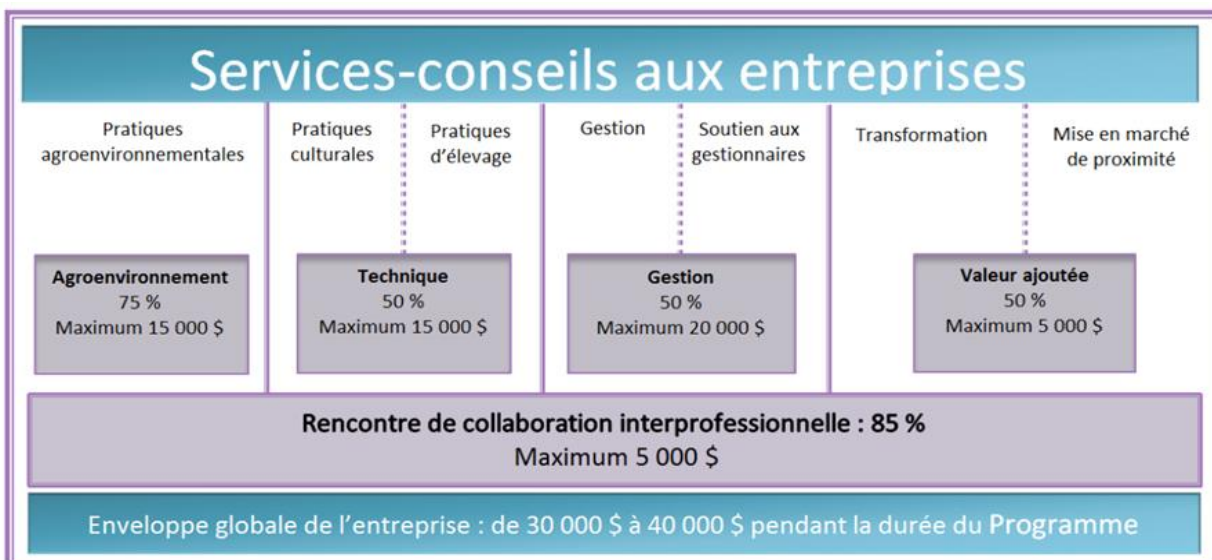 Services-conseils aux entreprises
Pratiques
agroenvironnementales
Pratiques
culturales
Pratiques
d'élevage
Gestion
Soutien aux
gestionnaires
Transformation
Mise en marché
de proximité
Agroenvironnement
75 %
Maximum 15 000 $
Technique
50 %
Maximum 15 000 $
Gestion
50 %
Maximum 20 000 $
Valeur ajoutée
50 %
Maximum 5 000 $
Rencontre de collaboration interprofessionnelle : 85 %
Maximum 5 000 $
Enveloppe globale de l'entreprise : de 30 000 $ à 40 000 $ pendant la durée du Programme